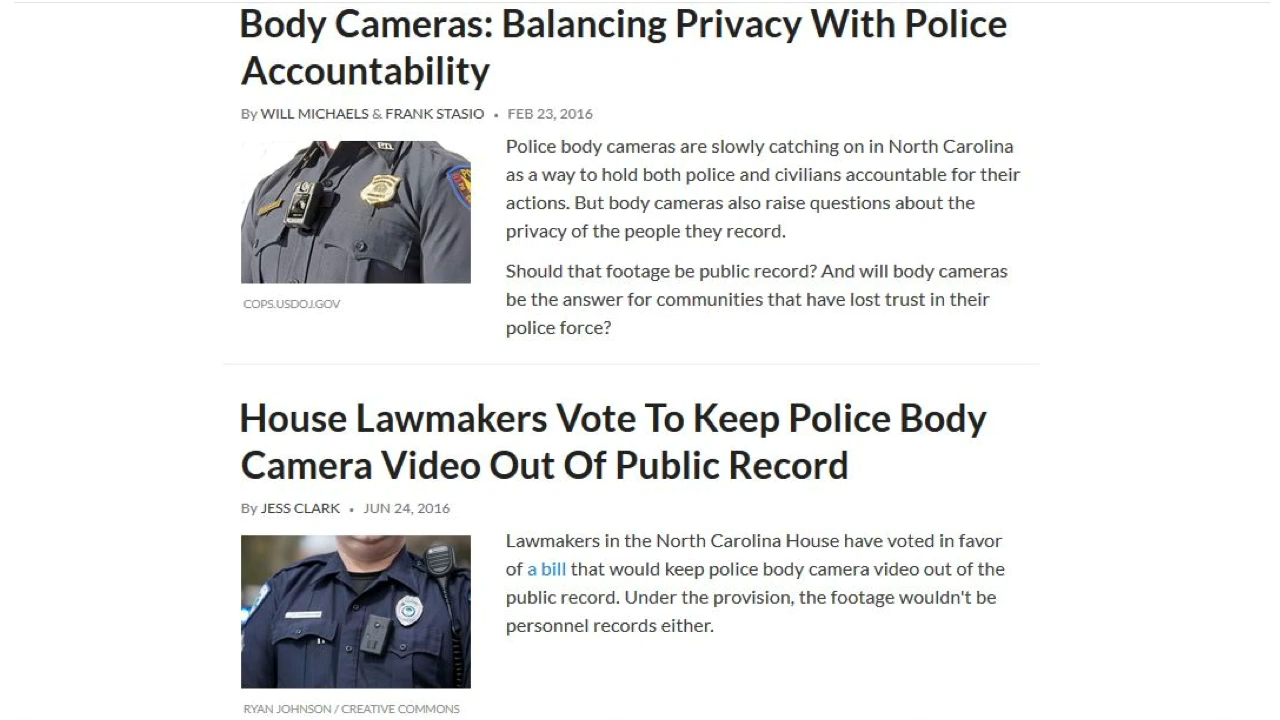 Body Cameras: Balancing Privacy With Police
Accountability
By WILL MICHAELS & FRANK STASIO • FEB 23, 2016
Police body cameras are slowly catching on in North Carolina
as a way to hold both police and civilians accountable for their
actions. But body cameras also raise questions about the
privacy of the people they record.
Should that footage be public record? And will body cameras
be the answer for communities that have lost trust in their
police force?
COPS.USDOJ.GOV
House Lawmakers Vote To Keep Police Body
Camera Video Out Of Public Record
By JESS CLARK • JUN 24, 2016
Lawmakers in the North Carolina House have voted in favor
of a bill that would keep police body camera video out of the
public record. Under the provision, the footage wouldn't be
personnel records either.
RYAN JOHNSON / CREATIVE COMMONS